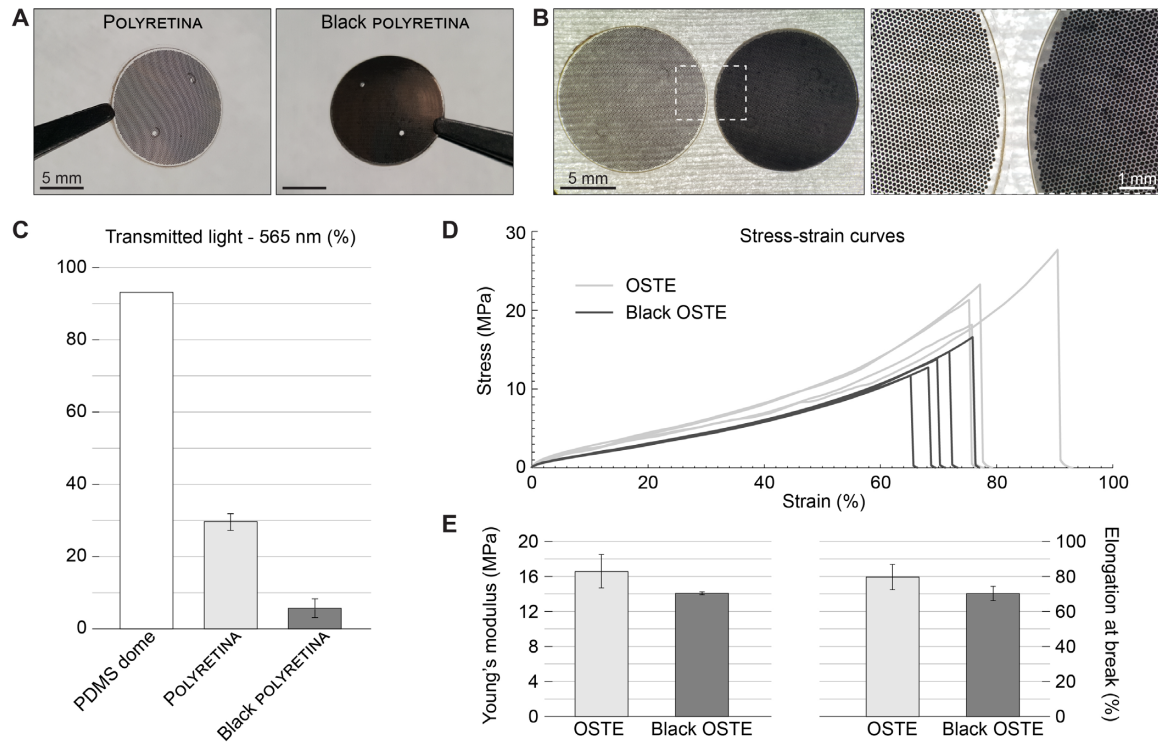 A
POLYRETINA
5 mm
Black POLYRETINA
B
5 mm
1 mm
C
Transmitted light - 565 nm (%)
100
80
60
40
20
0
PDMS dome
POLYRETINA
Black POLYRETINA
D
Stress-strain curves
Stress (MPa)
30
20
10
0
OSTE
Black OSTE
0
20
40
60
80
100
Strain (%)
E
Young's modulus (MPa)
20
16
12
8
4
0
OSTE
Black OSTE
100
80
60
40
20
0
Elongation at break (%)
OSTE
Black OSTE